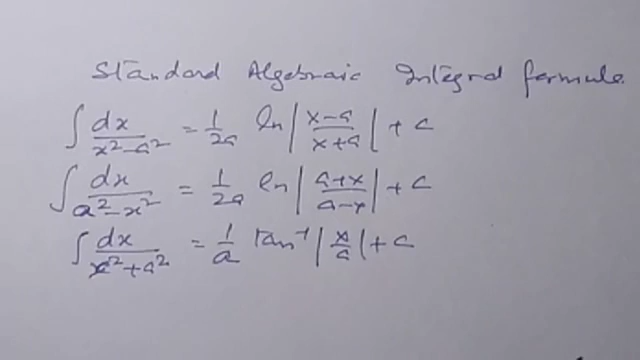 Standard Algebraic Integral formula.
∫ dx / x²-a² = 1/2a ln |x-a / x+a| + c
∫ dx / a²-x² = 1/2a ln |a+x / a-x| + c
∫ dx / x²+a² = 1/a tan⁻¹ |x/a| + c